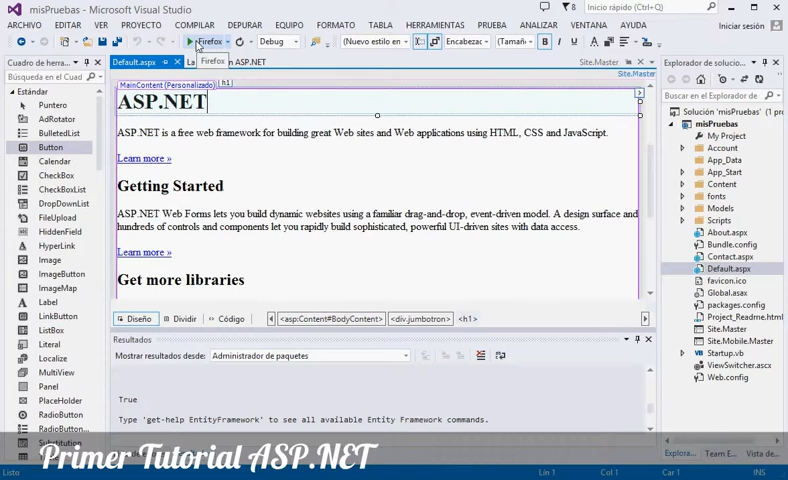 misPruebas - Microsoft Visual Studio
8
Inicio rápido (Ctrl+Q)
ARCHIVO EDITAR VER PROYECTO COMPILAR DEPURAR EQUIPO FORMATO TABLA HERRAMIENTAS PRUEBA ANALIZAR VENTANA AYUDA
Iniciar sesión
Firefox Debug (Nuevo estilo en Encabezac (Tamañ B I U A
Firefox
Cuadro de herra
Búsqueda en el Cuad
Estándar
Puntero
AdRotator
BulletedList
Button
Calendar
CheckBox
CheckBoxList
DropDownList
FileUpload
HiddenField
HyperLink
Image
ImageButton
ImageMap
Label
LinkButton
ListBox
Literal
Localize
MultiView
Panel
PlaceHolder
RadioButton
RadioButton
Substitution
Default.aspx
ASP.NET
Site.Master
Site.Master
MainContent (Personalizado) h1
ASP.NET
ASP.NET is a free web framework for building great Web sites and Web applications using HTML, CSS and JavaScript.
Learn more »
Getting Started
ASP.NET Web Forms lets you build dynamic websites using a familiar drag-and-drop, event-driven model. A design surface and
hundreds of controls and components let you rapidly build sophisticated, powerful UI-driven sites with data access.
Learn more »
Get more libraries
Diseño Dividir Código <asp:Content#BodyContent> <div.jumbotron> <h1>
Resultados
Mostrar resultados desde: Administrador de paquetes
True
Type 'get-help EntityFramework' to see all available Entity Framework commands.
Explorador de soluciones
Buscar en el Explorador de
Solución 'misPruebas' (1 pr
misPruebas
My Project
Account
App_Data
App_Start
Content
fonts
Models
Scripts
About.aspx
Bundle.config
Contact.aspx
Default.aspx
favicon.ico
Global.asax
packages.config
Project_Readme.html
Site.Master
Site.Mobile.Master
Startup.vb
ViewSwitcher.ascx
Web.config
Explora... Team E... Vista de...
Primer Tutorial ASP.NET
Listo Lín 1 Col 1 Car 1